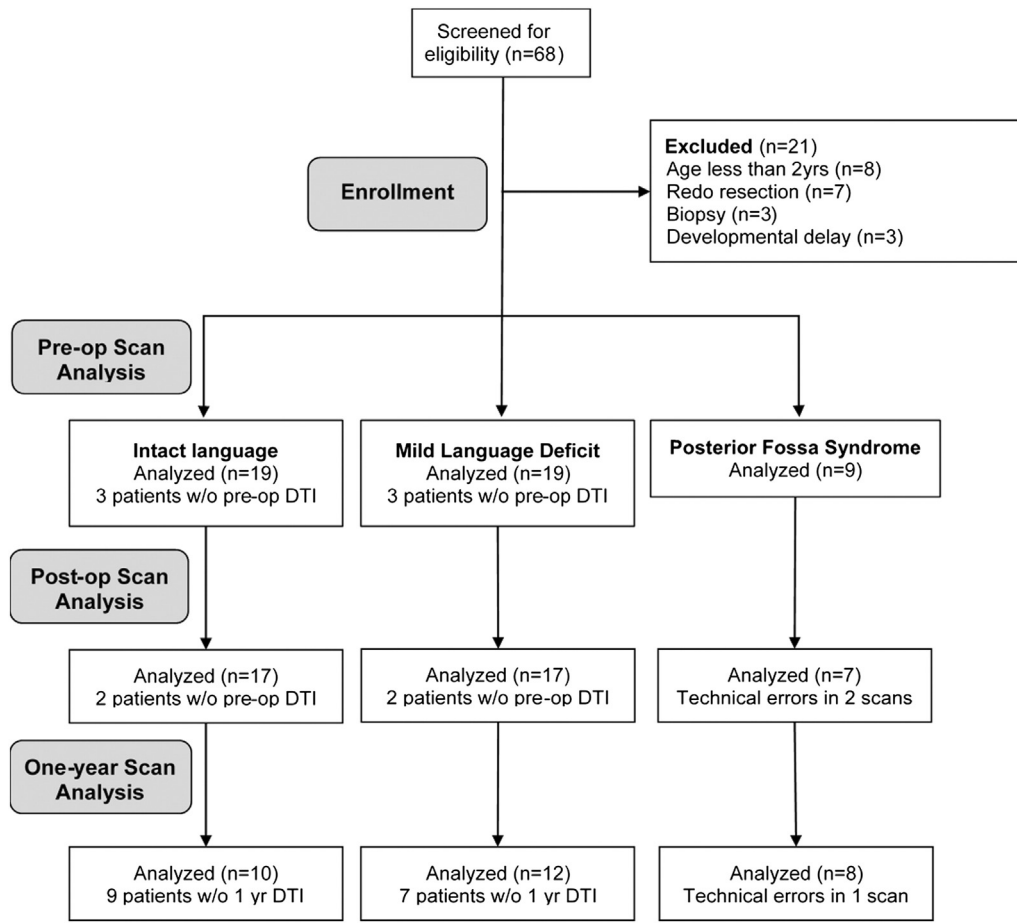 Screened for
eligibility (n=68)
Excluded (n=21)
Age less than 2yrs (n=8)
Redo resection (n=7)
Biopsy (n=3)
Developmental delay (n=3)
Enrollment
Pre-op Scan
Analysis
Intact language
Analyzed (n=19)
3 patients w/o pre-op DTI
Mild Language Deficit
Analyzed (n=19)
3 patients w/o pre-op DTI
Posterior Fossa Syndrome
Analyzed (n=9)
Post-op Scan
Analysis
Analyzed (n=17)
2 patients w/o pre-op DTI
Analyzed (n=17)
2 patients w/o pre-op DTI
Analyzed (n=7)
Technical errors in 2 scans
One-year Scan
Analysis
Analyzed (n=10)
9 patients w/o 1 yr DTI
Analyzed (n=12)
7 patients w/o 1 yr DTI
Analyzed (n=8)
Technical errors in 1 scan